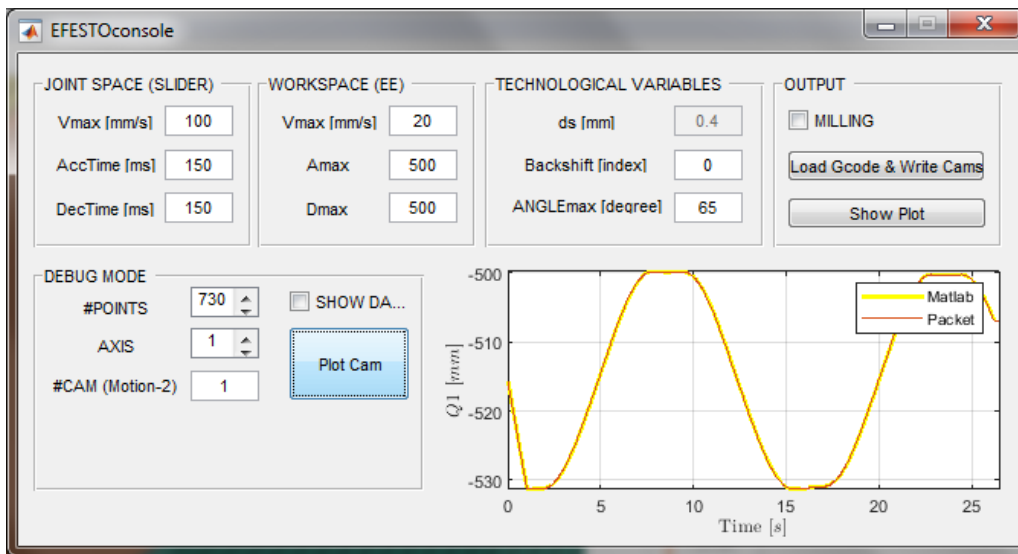 EFESTOconsole
JOINT SPACE (SLIDER)
Vmax [mm/s] 100
AccTime [ms] 150
DecTime [ms] 150
WORKSPACE (EE)
Vmax [mm/s] 20
Amax 500
Dmax 500
TECHNOLOGICAL VARIABLES
ds [mm] 0.4
Backshift [index] 0
ANGLEmax [degree] 65
OUTPUT
MILLING
Load Gcode & Write Cams
Show Plot
DEBUG MODE
#POINTS 730
SHOW DA...
AXIS 1
#CAM (Motion-2) 1
Plot Cam
-500
-510
-520
-530
Q1 [mm]
Matlab
Packet
0 5 10 15 20 25
Time [s]